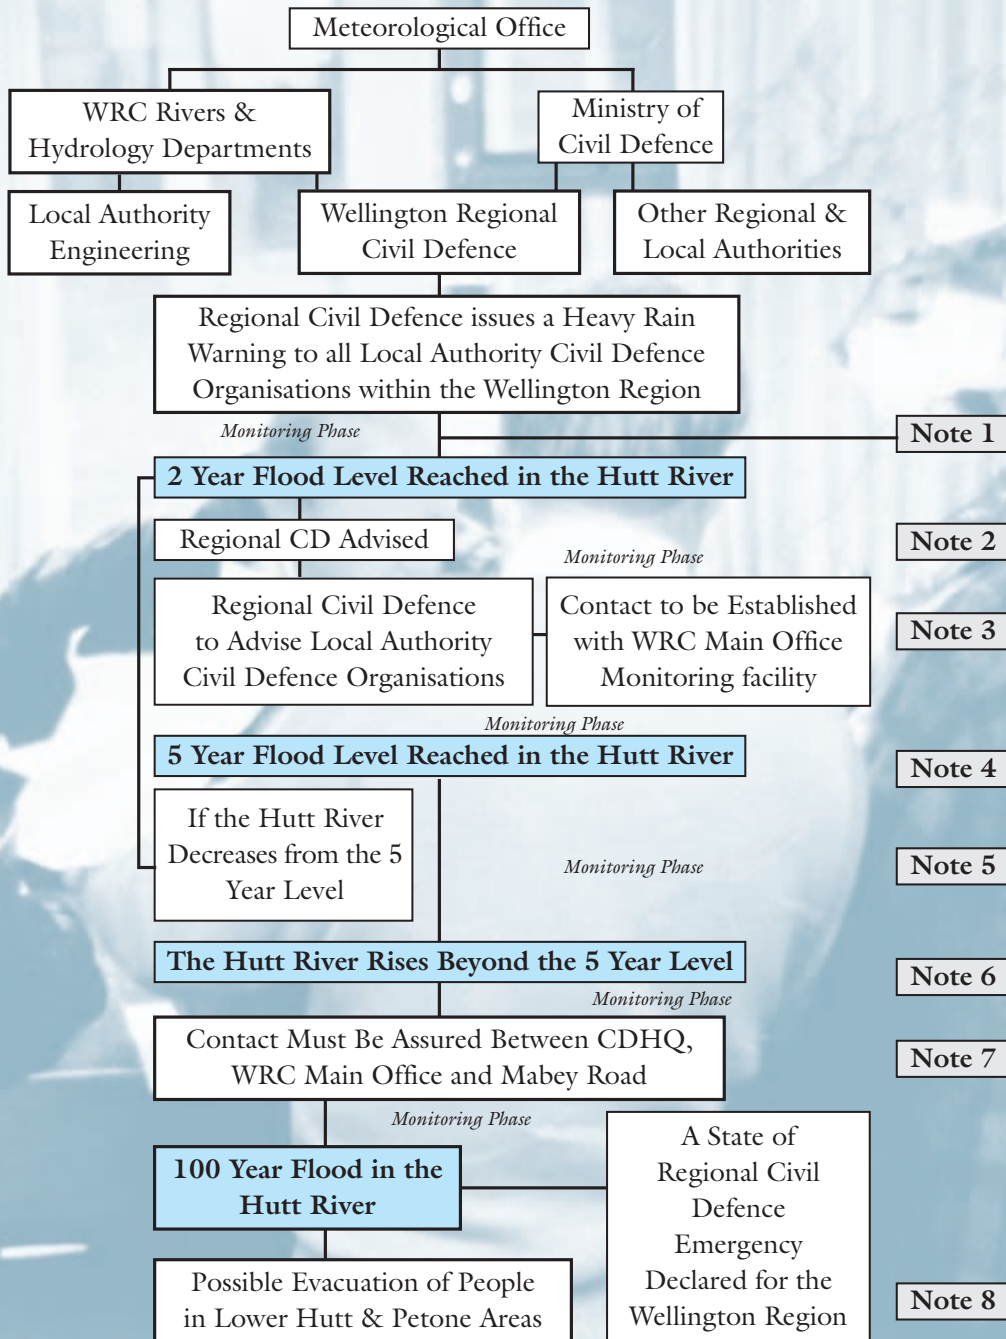 Meteorological Office
WRC Rivers &
Hydrology Departments
Ministry of
Civil Defence
Local Authority
Engineering
Wellington Regional
Civil Defence
Other Regional &
Local Authorities
Regional Civil Defence issues a Heavy Rain
Warning to all Local Authority Civil Defence
Organisations within the Wellington Region
Monitoring Phase
Note 1
2 Year Flood Level Reached in the Hutt River
Regional CD Advised
Monitoring Phase
Note 2
Regional Civil Defence
to Advise Local Authority
Civil Defence Organisations
Contact to be Established
with WRC Main Office
Monitoring facility
Note 3
Monitoring Phase
5 Year Flood Level Reached in the Hutt River
Note 4
If the Hutt River
Decreases from the 5
Year Level
Monitoring Phase
Note 5
The Hutt River Rises Beyond the 5 Year Level
Note 6
Monitoring Phase
Contact Must Be Assured Between CDHQ,
WRC Main Office and Mabey Road
Note 7
Monitoring Phase
100 Year Flood in the
Hutt River
A State of
Regional Civil
Defence
Emergency
Declared for the
Wellington Region
Possible Evacuation of People
in Lower Hutt & Petone Areas
Note 8